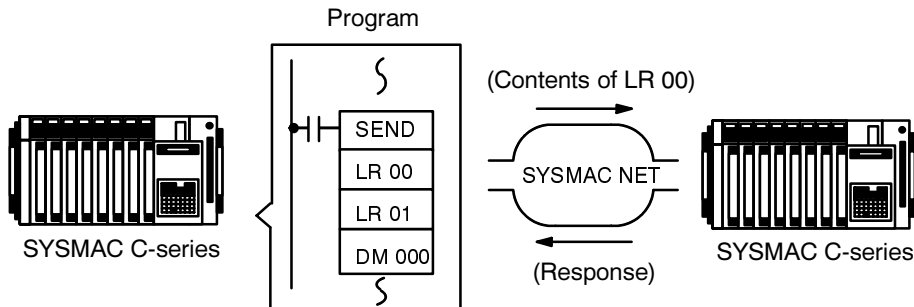 Program
(Contents of LR 00)
SEND
LR 00
LR 01
DM 000
SYSMAC NET
SYSMAC C-series
SYSMAC C-series
(Response)